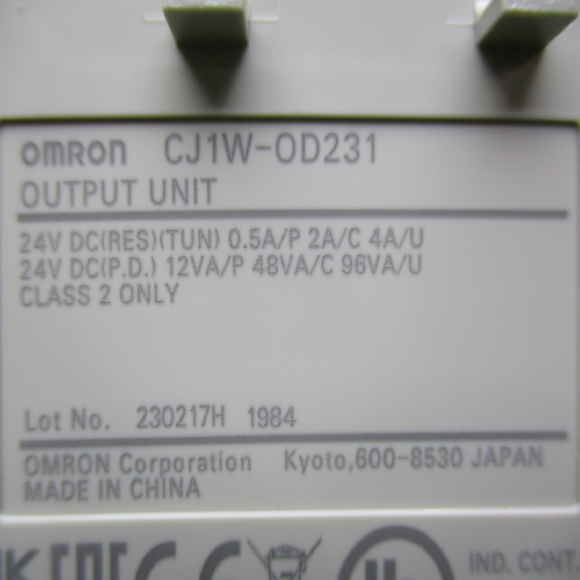 omron CJ1W-OD231
OUTPUT UNIT
24V DC(RES)(TUN) 0.5A/P 2A/C 4A/U
24V DC(P.D.) 12VA/P 48VA/C 96VA/U
CLASS 2 ONLY
Lot No. 230217H 1984
OMRON Corporation Kyoto,600-8530 JAPAN
MADE IN CHINA
IND. CONT.